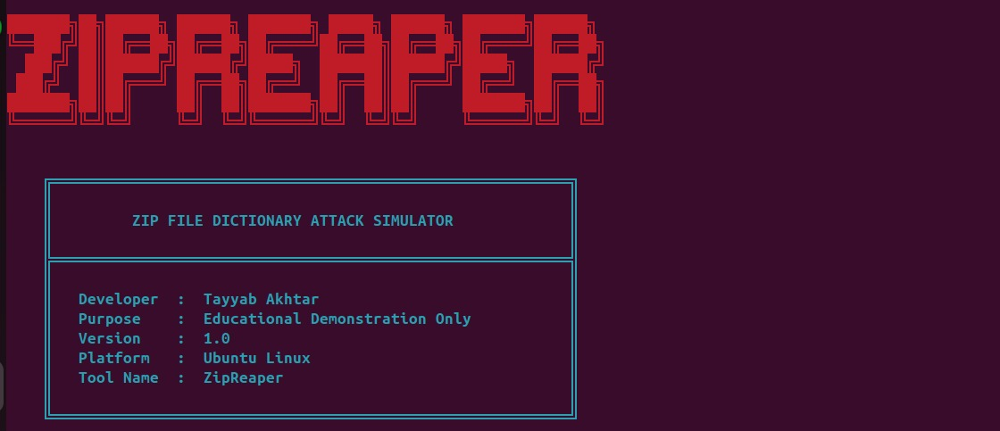 ZIPREAPER
ZIP FILE DICTIONARY ATTACK SIMULATOR
Developer : Tayyab Akhtar
Purpose : Educational Demonstration Only
Version : 1.0
Platform : Ubuntu Linux
Tool Name : ZipReaper